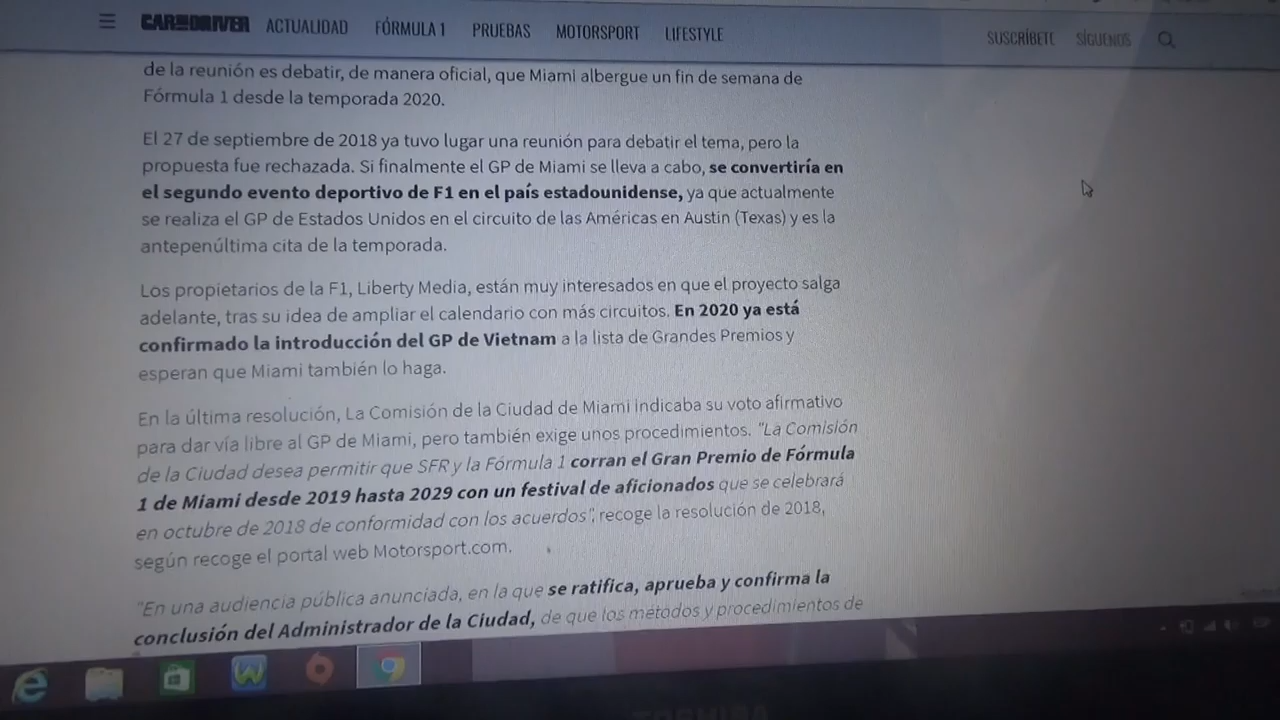 CAR AND DRIVER ACTUALIDAD FÓRMULA 1 PRUEBAS MOTORSPORT LIFESTYLE SUSCRÍBETE SÍGUENOS
de la reunión es debatir, de manera oficial, que Miami albergue un fin de semana de
Fórmula 1 desde la temporada 2020.
El 27 de septiembre de 2018 ya tuvo lugar una reunión para debatir el tema, pero la
propuesta fue rechazada. Si finalmente el GP de Miami se lleva a cabo, se convertiría en
el segundo evento deportivo de F1 en el país estadounidense, ya que actualmente
se realiza el GP de Estados Unidos en el circuito de las Américas en Austin (Texas) y es la
antepenúltima cita de la temporada.
Los propietarios de la F1, Liberty Media, están muy interesados en que el proyecto salga
adelante, tras su idea de ampliar el calendario con más circuitos. En 2020 ya está
confirmado la introducción del GP de Vietnam a la lista de Grandes Premios y
esperan que Miami también lo haga.
En la última resolución, La Comisión de la Ciudad de Miami indicaba su voto afirmativo
para dar vía libre al GP de Miami, pero también exige unos procedimientos. "La Comisión
de la Ciudad desea permitir que SFR y la Fórmula 1 corran el Gran Premio de Fórmula
1 de Miami desde 2019 hasta 2029 con un festival de aficionados que se celebrará
en octubre de 2018 de conformidad con los acuerdos", recoge la resolución de 2018,
según recoge el portal web Motorsport.com.
"En una audiencia pública anunciada, en la que se ratifica, aprueba y confirma la
conclusión del Administrador de la Ciudad, de que los métodos y procedimientos de
TOSHIBA